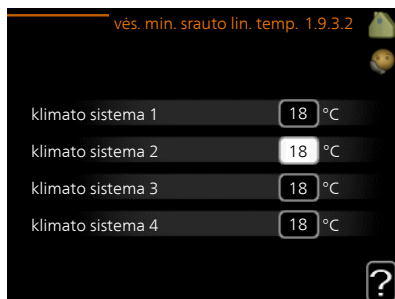 vės. min. srauto lin. temp. 1.9.3.2
klimato sistema 1 18 °C
klimato sistema 2 18 °C
klimato sistema 3 18 °C
klimato sistema 4 18 °C
?